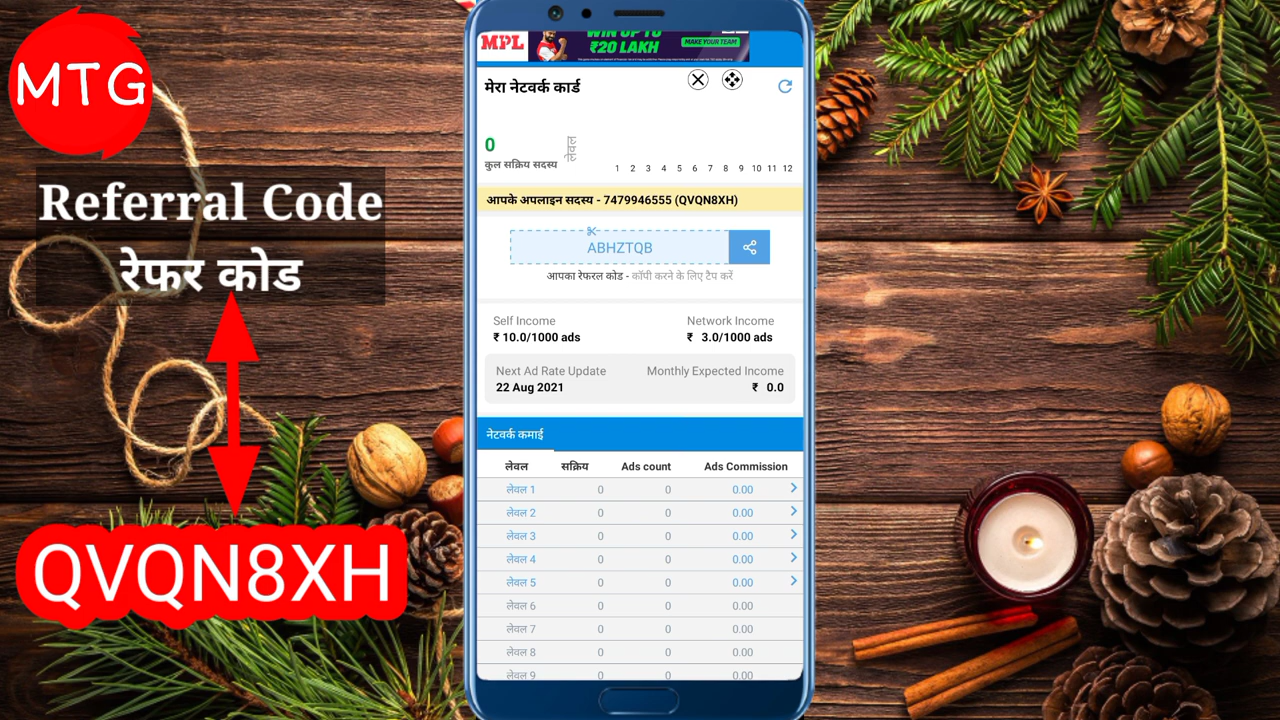 MTG
Referral Code
रेफर कोड
QVQN8XH
MPL
WIN UP TO
₹20 LAKH
MAKE YOUR TEAM
मेरा नेटवर्क कार्ड
0
कुल सक्रिय सदस्य
लेवल
1 2 3 4 5 6 7 8 9 10 11 12
आपके अपलाइन सदस्य - 7479946555 (QVQN8XH)
ABHZTQB
आपका रेफरल कोड - कॉपी करने के लिए टैप करें
Self Income Network Income
₹ 10.0/1000 ads ₹ 3.0/1000 ads
Next Ad Rate Update Monthly Expected Income
22 Aug 2021 ₹ 0.0
नेटवर्क कमाई
लेवल सक्रिय Ads count Ads Commission
लेवल 1 0 0 0.00
लेवल 2 0 0 0.00
लेवल 3 0 0 0.00
लेवल 4 0 0 0.00
लेवल 5 0 0 0.00
लेवल 6 0 0 0.00
लेवल 7 0 0 0.00
लेवल 8 0 0 0.00
लेवल 9 0 0 0.00